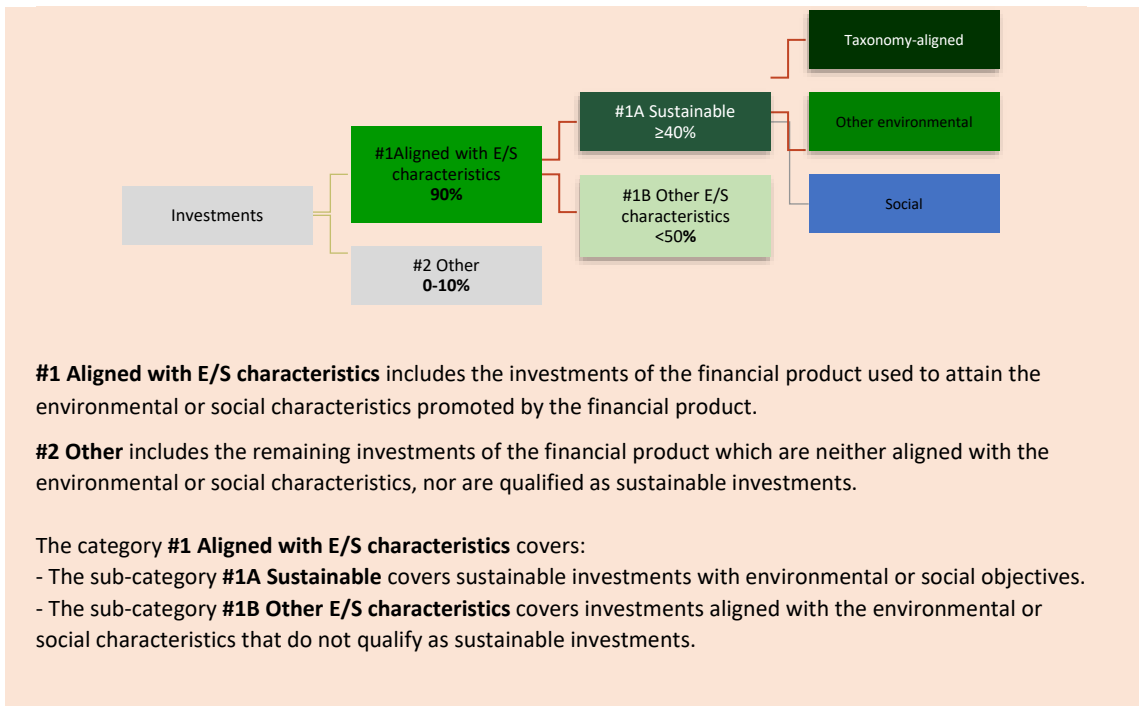 Taxonomy-aligned
#1A Sustainable
≥40%
Other environmental
#1Aligned with E/S
characteristics
90%
Investments
#1B Other E/S
characteristics
<50%
Social
#2 Other
0-10%
#1 Aligned with E/S characteristics includes the investments of the financial product used to attain the
environmental or social characteristics promoted by the financial product.
#2 Other includes the remaining investments of the financial product which are neither aligned with the
environmental or social characteristics, nor are qualified as sustainable investments.
The category #1 Aligned with E/S characteristics covers:
- The sub-category #1A Sustainable covers sustainable investments with environmental or social objectives.
- The sub-category #1B Other E/S characteristics covers investments aligned with the environmental or
social characteristics that do not qualify as sustainable investments.